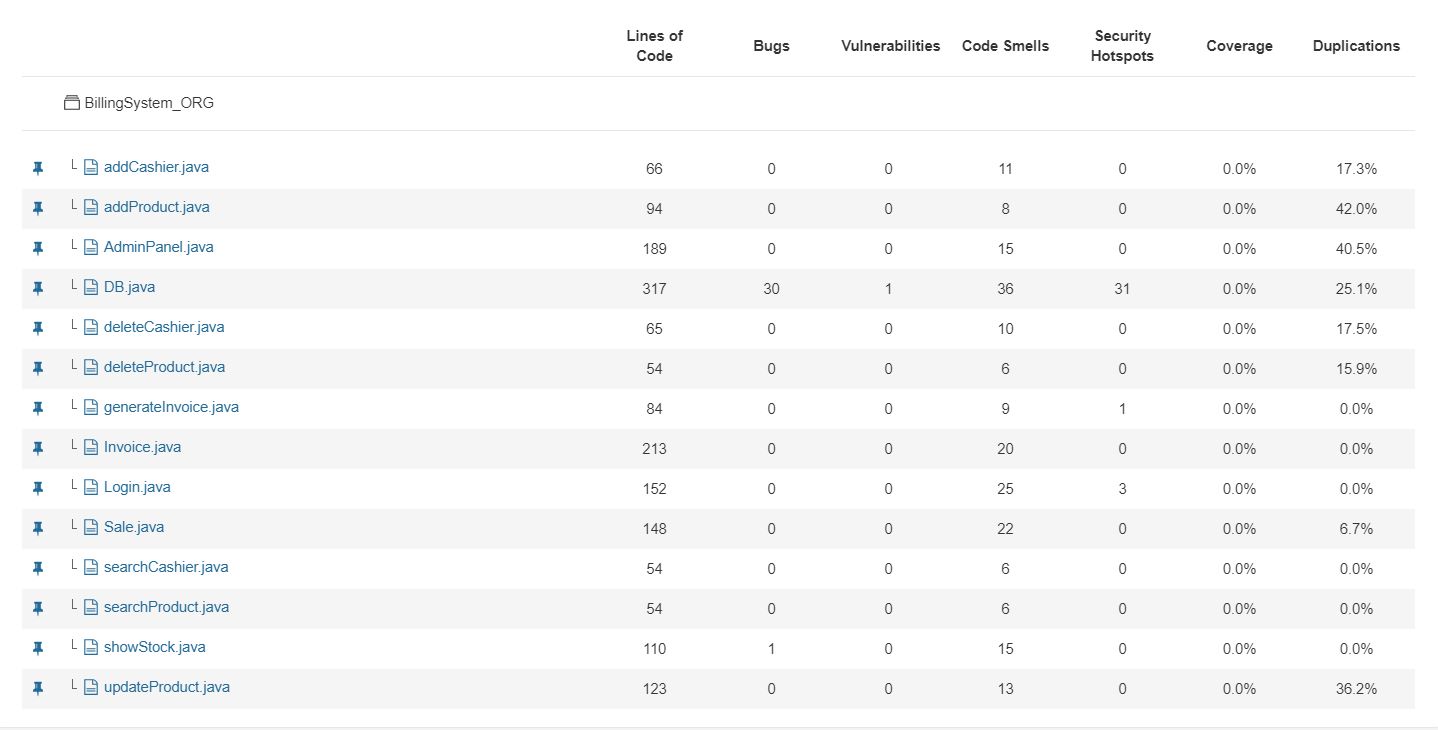 Lines of Code Bugs Vulnerabilities Code Smells Security Hotspots Coverage Duplications
BillingSystem_ORG
addCashier.java 66 0 0 11 0 0.0% 17.3%
addProduct.java 94 0 0 8 0 0.0% 42.0%
AdminPanel.java 189 0 0 15 0 0.0% 40.5%
DB.java 317 30 1 36 31 0.0% 25.1%
deleteCashier.java 65 0 0 10 0 0.0% 17.5%
deleteProduct.java 54 0 0 6 0 0.0% 15.9%
generateInvoice.java 84 0 0 9 1 0.0% 0.0%
Invoice.java 213 0 0 20 0 0.0% 0.0%
Login.java 152 0 0 25 3 0.0% 0.0%
Sale.java 148 0 0 22 0 0.0% 6.7%
searchCashier.java 54 0 0 6 0 0.0% 0.0%
searchProduct.java 54 0 0 6 0 0.0% 0.0%
showStock.java 110 1 0 15 0 0.0% 0.0%
updateProduct.java 123 0 0 13 0 0.0% 36.2%